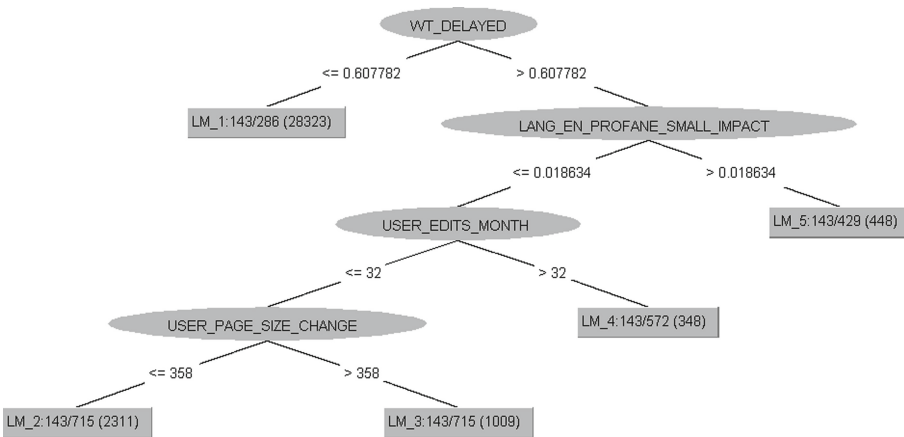 WT_DELAYED
<= 0.607782
> 0.607782
LM_1:143/286 (28323)
LANG_EN_PROFANE_SMALL_IMPACT
<= 0.018634
> 0.018634
USER_EDITS_MONTH
LM_5:143/429 (448)
<= 32
> 32
USER_PAGE_SIZE_CHANGE
LM_4:143/572 (348)
<= 358
> 358
LM_2:143/715 (2311)
LM_3:143/715 (1009)